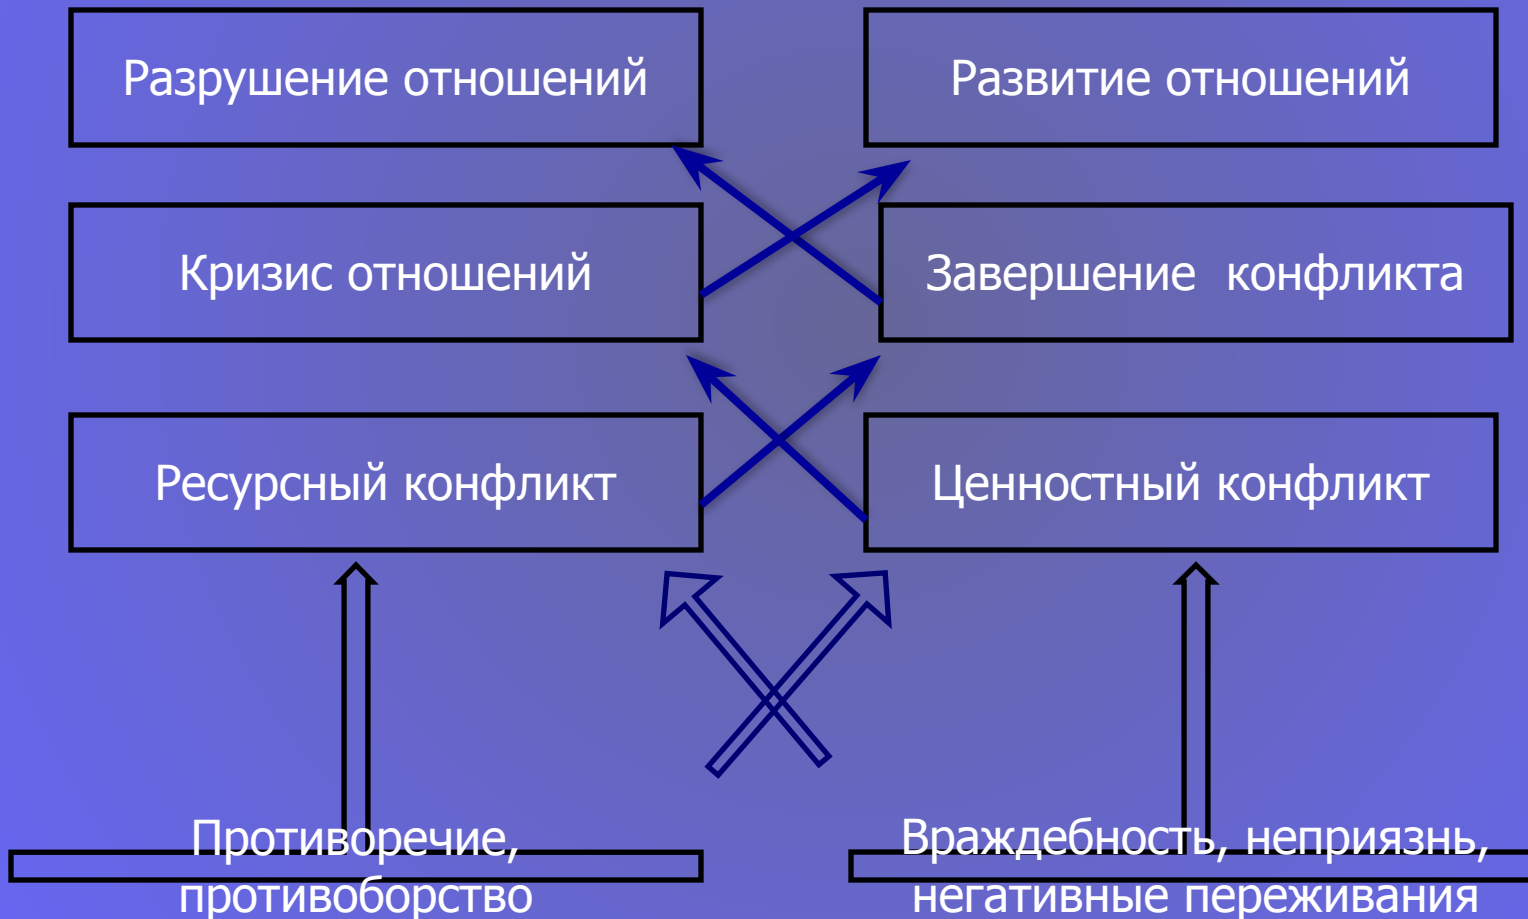 Разрушение отношений
Развитие отношений
Кризис отношений
Завершение  конфликта
Ресурсный конфликт
Ценностный конфликт
Противоречие,
противоборство
Враждебность, неприязнь,
негативные переживания